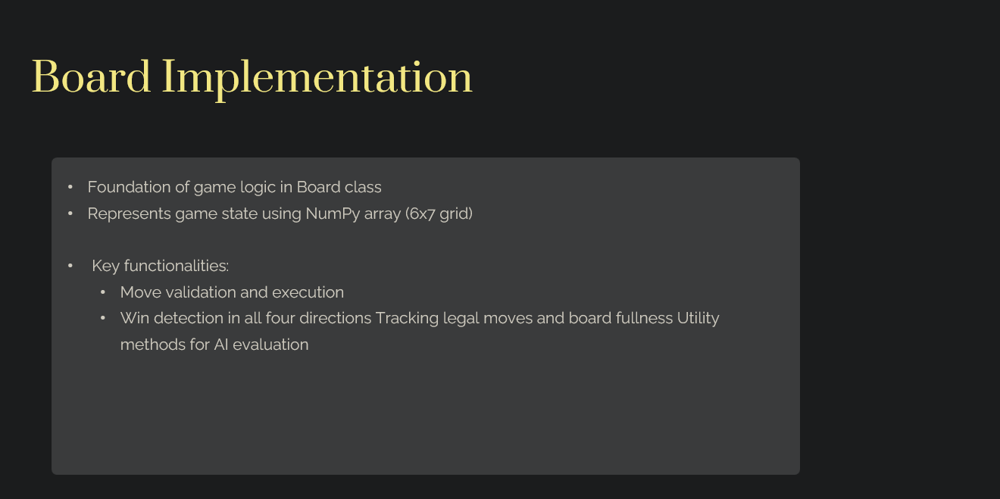 Board Implementation
• Foundation of game logic in Board class
• Represents game state using NumPy array (6x7 grid)
• Key functionalities:
• Move validation and execution
• Win detection in all four directions Tracking legal moves and board fullness Utility
methods for AI evaluation